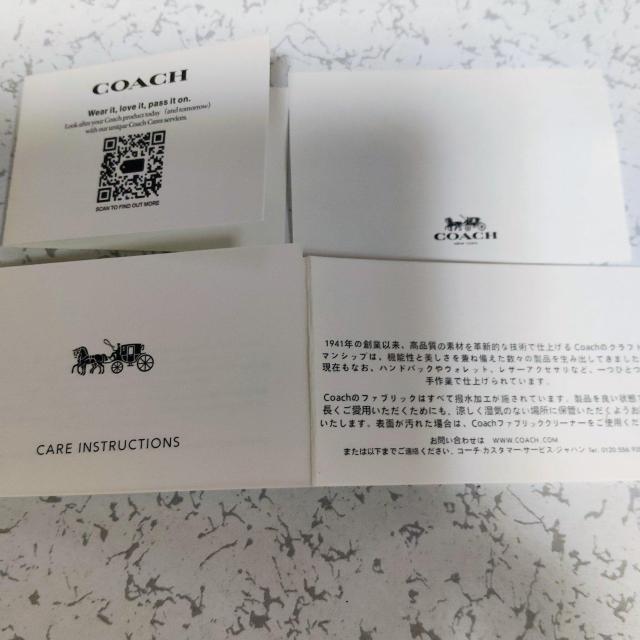 COACH
Wear it, love it, pass it on.
Look after your Coach product today (and tomorrow)
with our unique Coach Cares services.
SCAN TO FIND OUT MORE
COACH
NEW YORK
CARE INSTRUCTIONS
1941年の創業以来、高品質の素材を革新的な技術で仕上げる Coachのクラフト
マンシップは、機能性と美しさを兼ね備えた数々の製品を生み出してきました
現在もなお、ハンドバックやウォレット、レザーアクセサリなど、一つひとつ
手作業で仕上げられています。
Coachのファブリックはすべて撥水加工が施されています。製品を良い状態
長くご愛用いただくためにも、涼しく湿気のない場所に保管いただくようお
いたします。表面が汚れた場合は、Coachファブリッククリーナーをご使用くだ
お問い合わせは WWW.COACH.COM
または以下までご連絡ください。コーチ カスタマーサービス・ジャパン Tel. 0120-556-